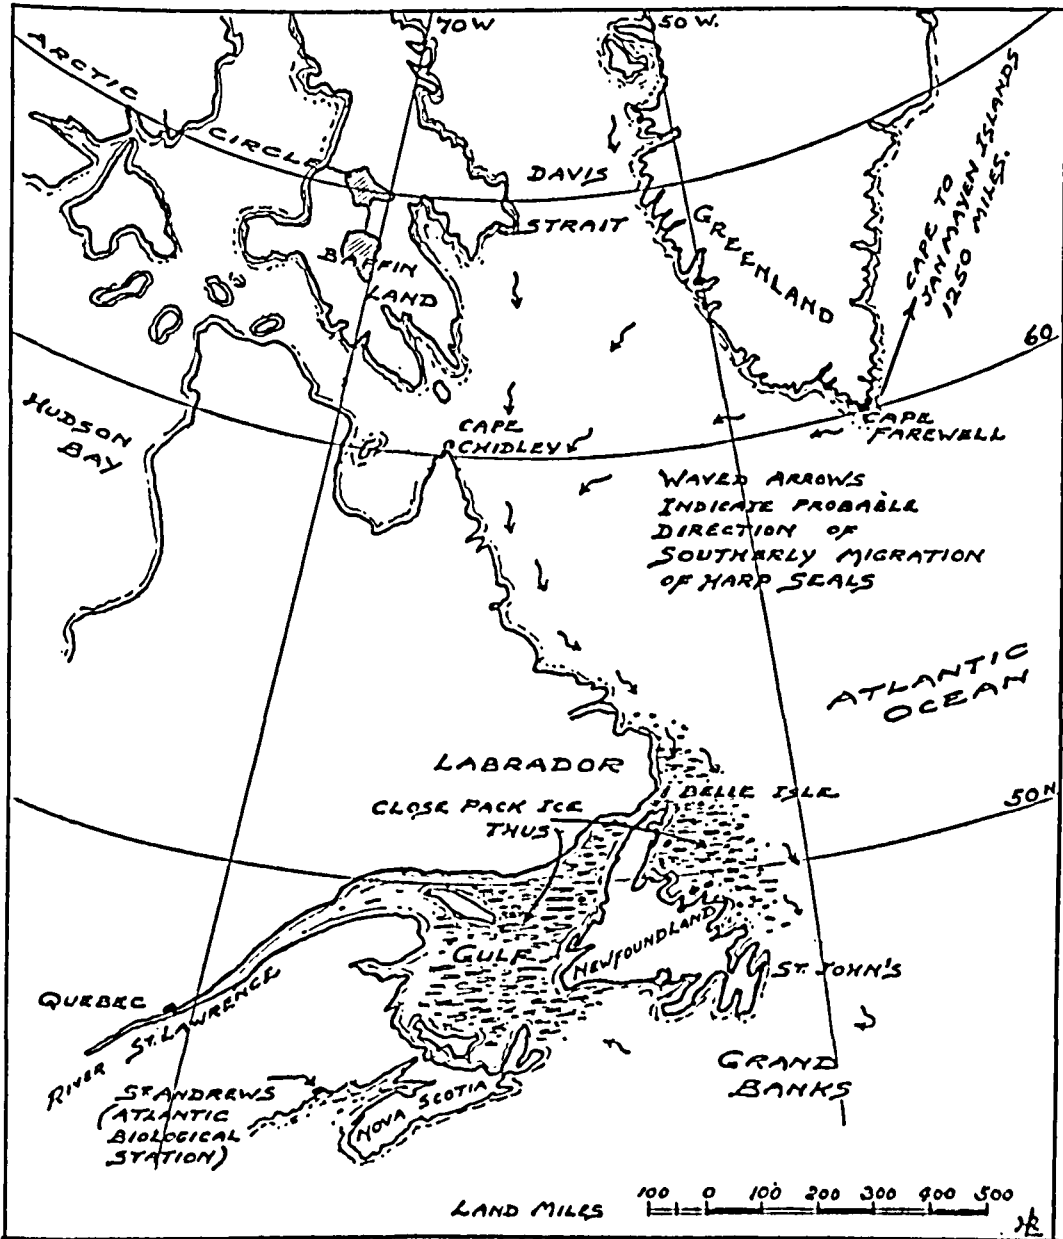 70 W
50 W.
ARCTIC CIRCLE
DAVIS
STRAIT
GREENLAND
CAPE TO
JAN MAYEN ISLANDS
1250 MILES.
BAFFIN
LAND
60
HUDSON
BAY
CAPE
CHIDLEY
CAPE
FAREWELL
WAVED ARROWS
INDICATE PROBABLE
DIRECTION OF
SOUTHERLY MIGRATION
OF HARP SEALS
ATLANTIC
OCEAN
LABRADOR
BELLE ISLE
50 N
CLOSE PACK ICE
THUS
GULF
NEWFOUNDLAND
ST. JOHN'S
QUEBEC
RIVER ST. LAWRENCE
GRAND
BANKS
ST. ANDREWS
(ATLANTIC
BIOLOGICAL
STATION)
NOVA SCOTIA
LAND MILES
100 0 100 200 300 400 500